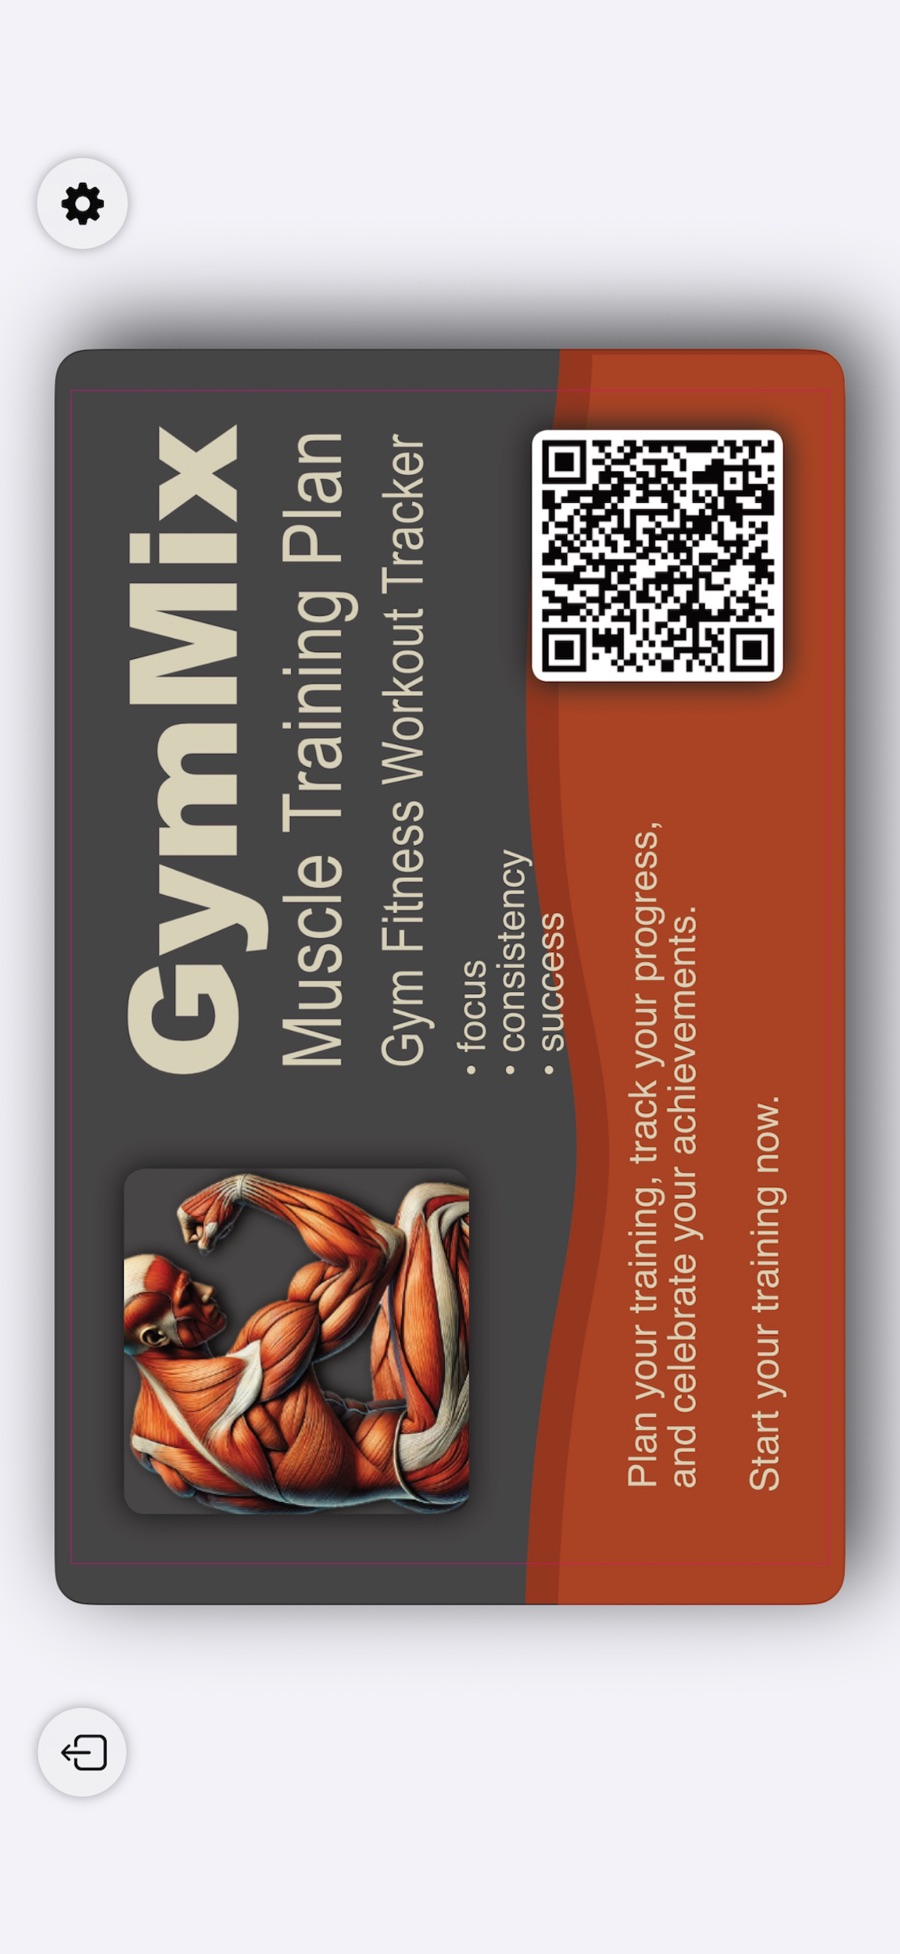 GymMix
Muscle Training Plan
Gym Fitness Workout Tracker
• focus
• consistency
• success
Plan your training, track your progress,
and celebrate your achievements.
Start your training now.